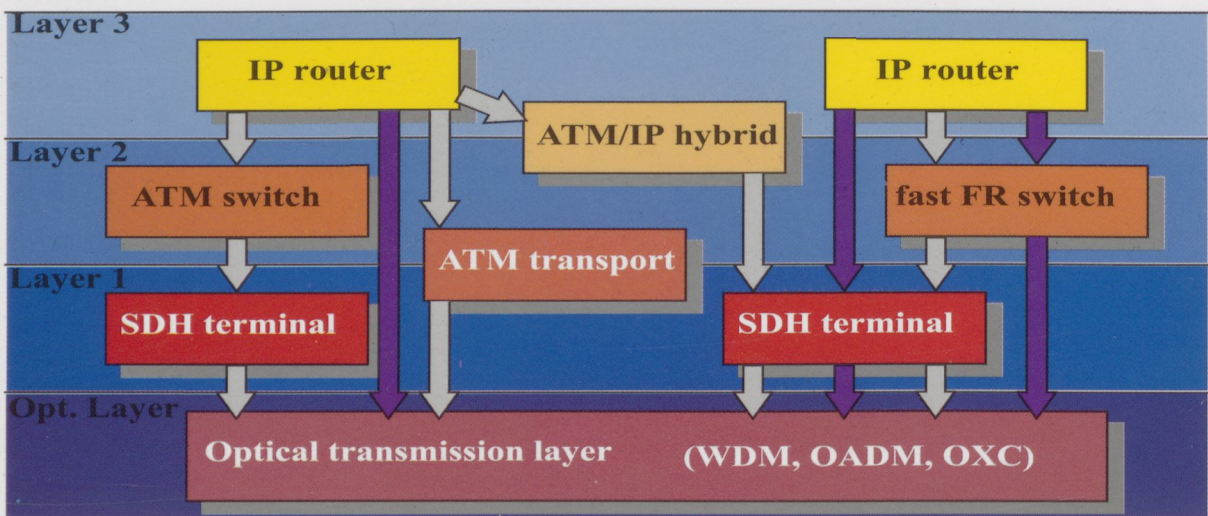 Layer 3
IP router
IP router
ATM/IP hybrid
Layer 2
ATM switch
fast FR switch
ATM transport
Layer 1
SDH terminal
SDH terminal
Opt. Layer
Optical transmission layer (WDM, OADM, OXC)